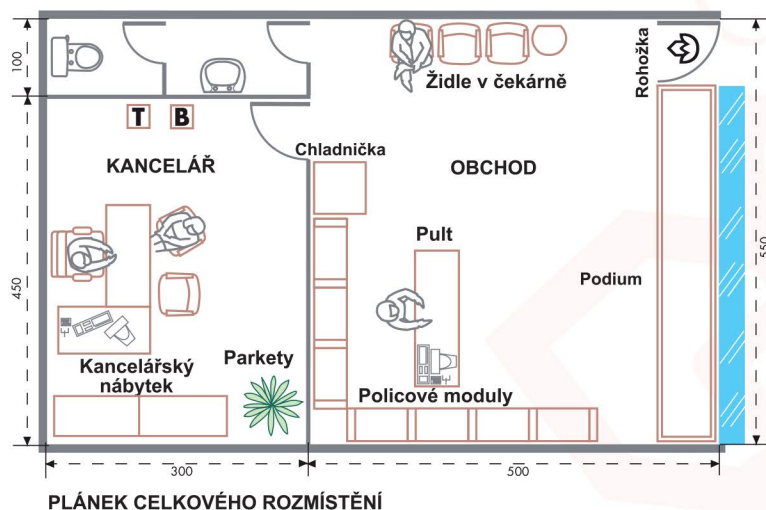 100
Rohožka
Židle v čekárně
T B
Chladnička
KANCELÁŘ
OBCHOD
Pult
550
Podium
450
Parkety
Kancelářský
nábytek
Policové moduly
300
500
PLÁNEK CELKOVÉHO ROZMÍSTĚNÍ